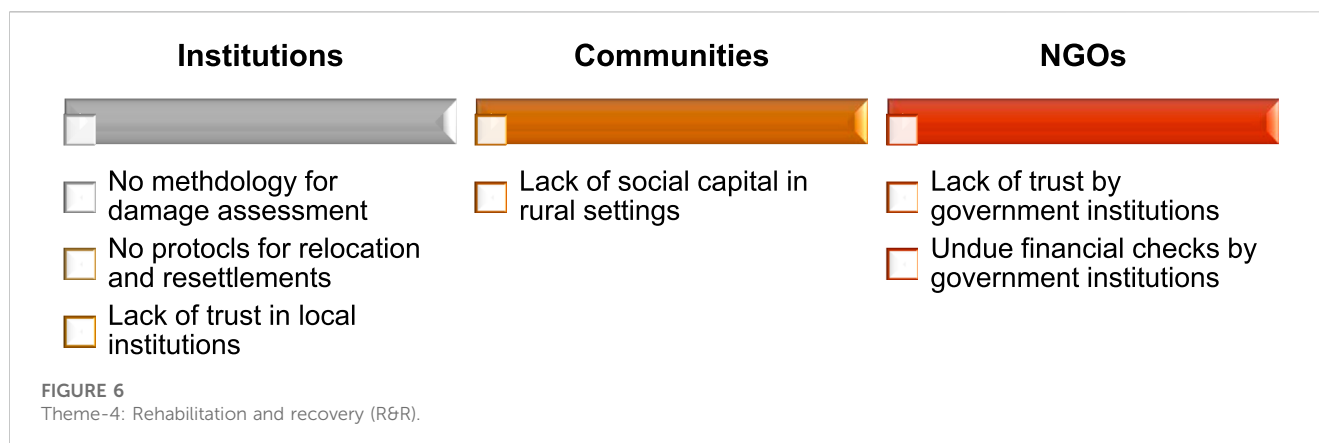 Institutions
No methdology for
damage assessment
No protocls for relocation
and resettlements
Lack of trust in local
institutions
Communities
Lack of social capital in
rural settings
NGOs
Lack of trust by
government institutions
Undue financial checks by
government institutions
FIGURE 6
Theme-4: Rehabilitation and recovery (R&R).